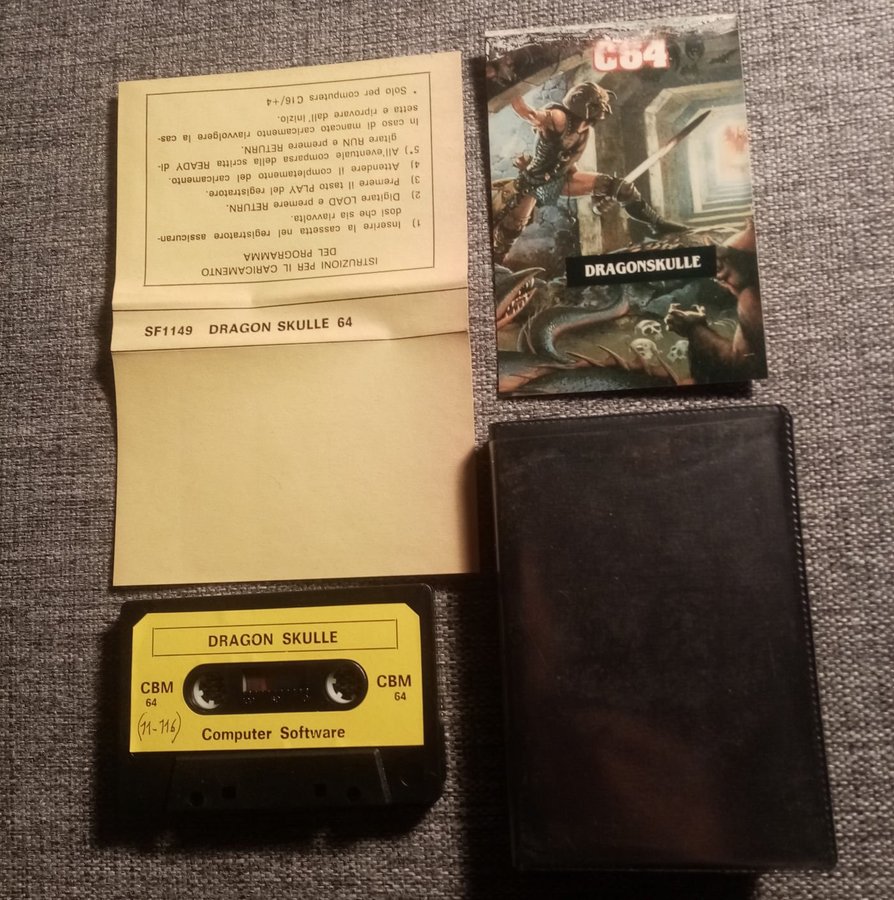 ISTRUZIONI PER IL CARICAMENTO
DEL PROGRAMMA
1) Inserire la cassetta nel registratore assicuran-
dosi che sia riavvolta.
2) Digitare LOAD e premere RETURN.
3) Premere il tasto PLAY del registratore.
4) Attendere il completamento del caricamento.
5*) All'eventuale comparsa della scritta READY di-
gitare RUN e premere RETURN.
In caso di mancato caricamento riavvolgere la cas-
setta e riprovare dall'inizio.
* Solo per computers C16/+4
SF1149 DRAGON SKULLE 64
C64
DRAGONSKULLE
DRAGON SKULLE
CBM
64
CBM
64
(11-116)
Computer Software